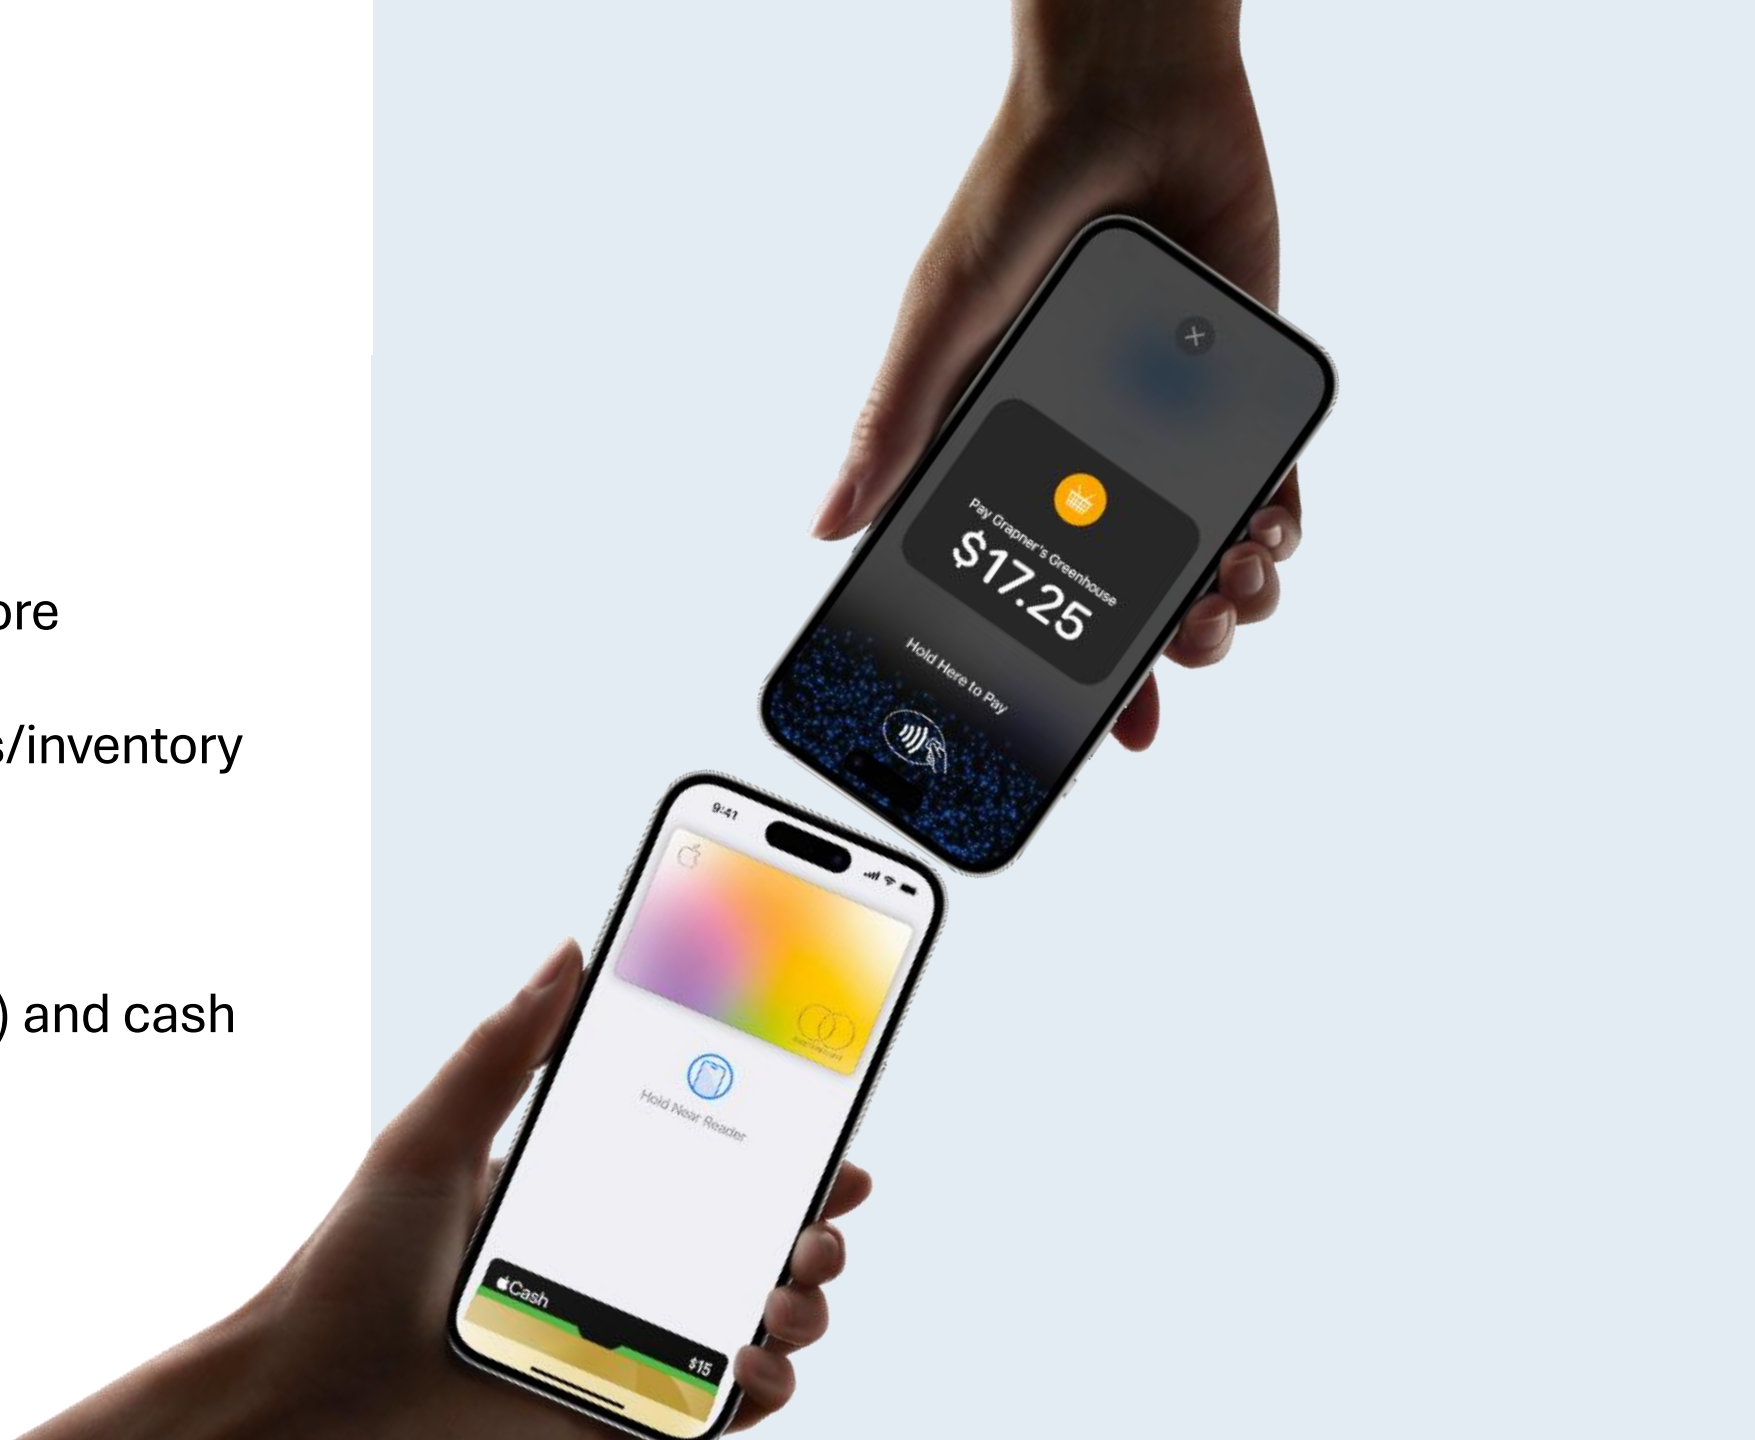 ore
s/inventory
) and cash
Pay Grapner's Greenhouse
$17.25
Hold Here to Pay
9:41
Hold Near Reader
Cash
$15